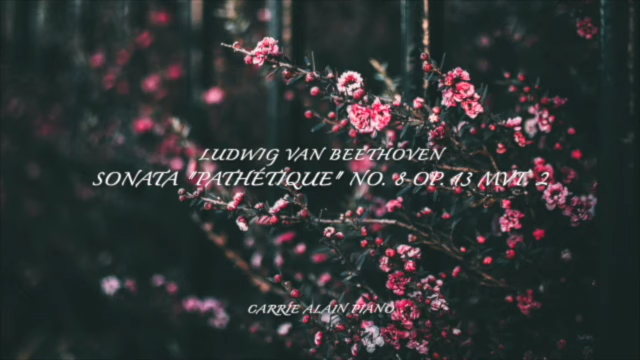 LUDWIG VAN BEETHOVEN
SONATA "PATHÉTIQUE" NO. 8 OP. 13 MVT. 2
CARRIE ALAIN PIANO